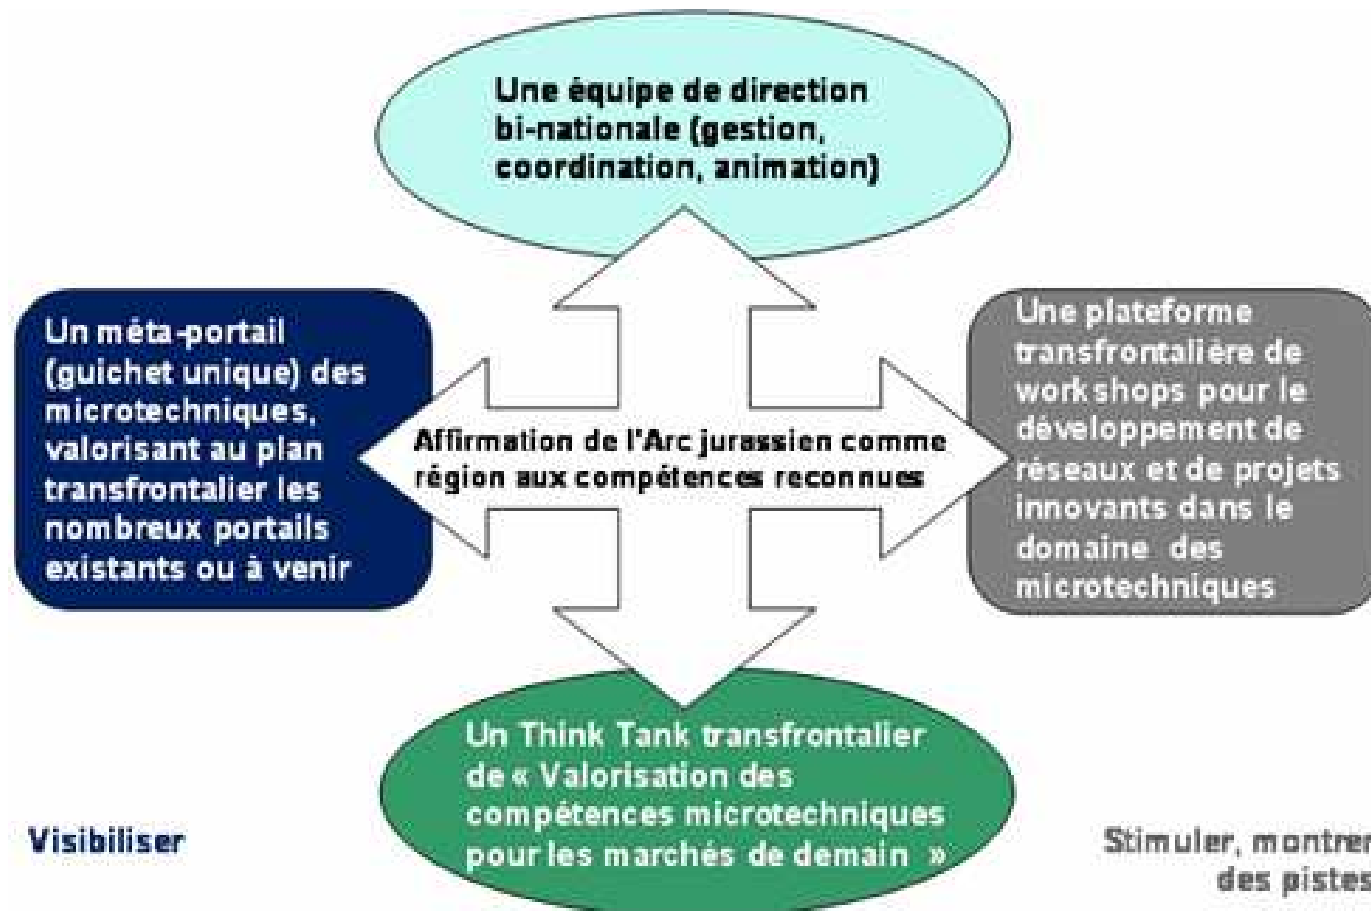 Une équipe de direction
bi-nationale (gestion,
coordination, animation)
Un méta-portail
(guichet unique) des
microtechniques,
valorisant au plan
transfrontalier les
nombreux portails
existants ou à venir
Affirmation de l'Arc jurassien comme
région aux compétences reconnues
Une plateforme
transfrontalière de
workshops pour le
développement de
réseaux et de projets
innovants dans le
domaine des
microtechniques
Un Think Tank transfrontalier
de « Valorisation des
compétences microtechniques
pour les marchés de demain »
Visibiliser
Stimuler, montrer
des pistes